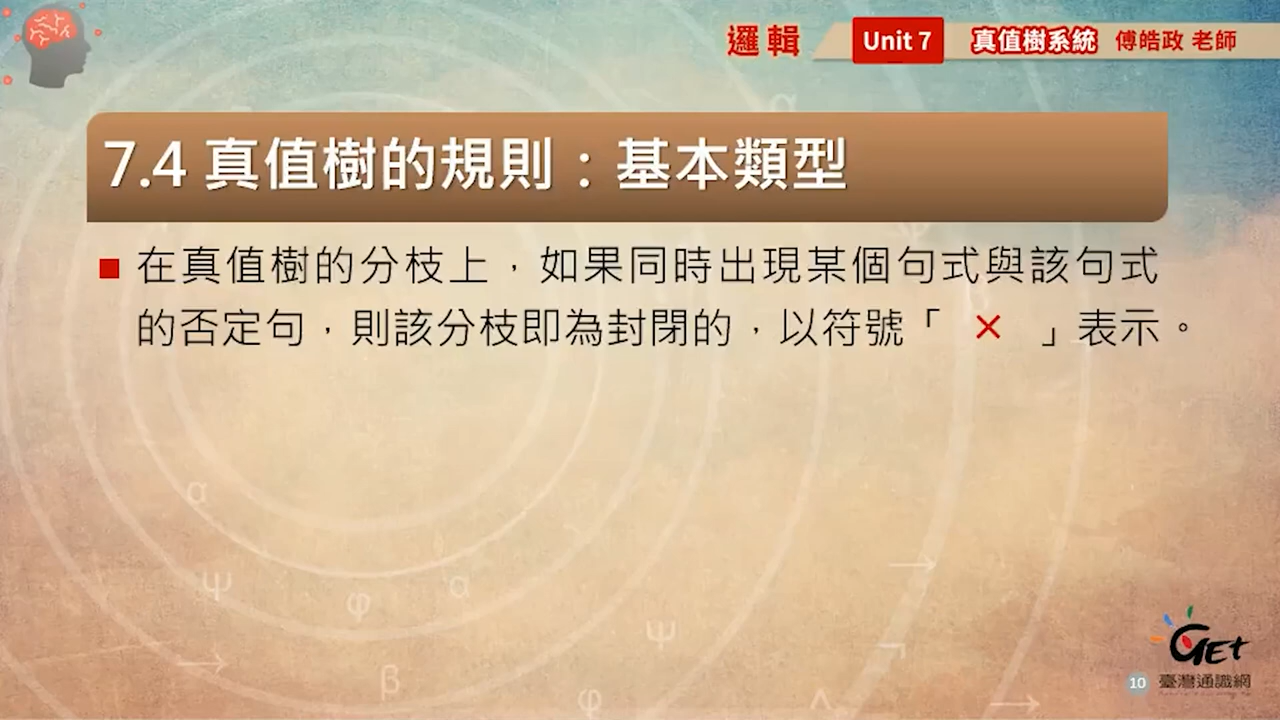 邏輯 Unit 7 真值樹系統 傅皓政 老師
7.4 真值樹的規則：基本類型
在真值樹的分枝上，如果同時出現某個句式與該句式
的否定句，則該分枝即為封閉的，以符號「 × 」表示。
α
α
ψ
φ
α
→
ψ
→
β
φ
∧
→
GET
10 臺灣通識網